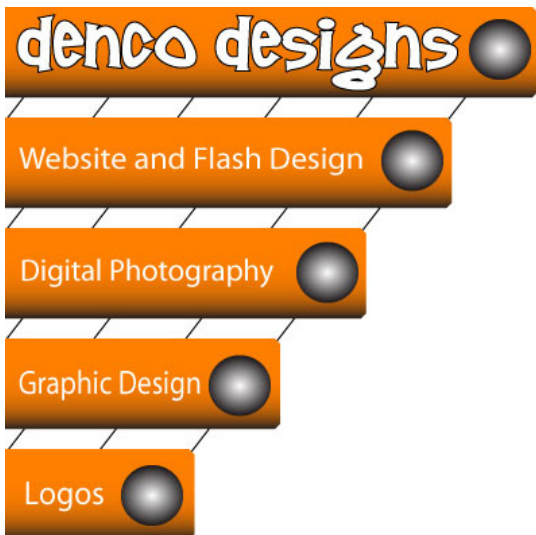 denco designs
Website and Flash Design
Digital Photography
Graphic Design
Logos